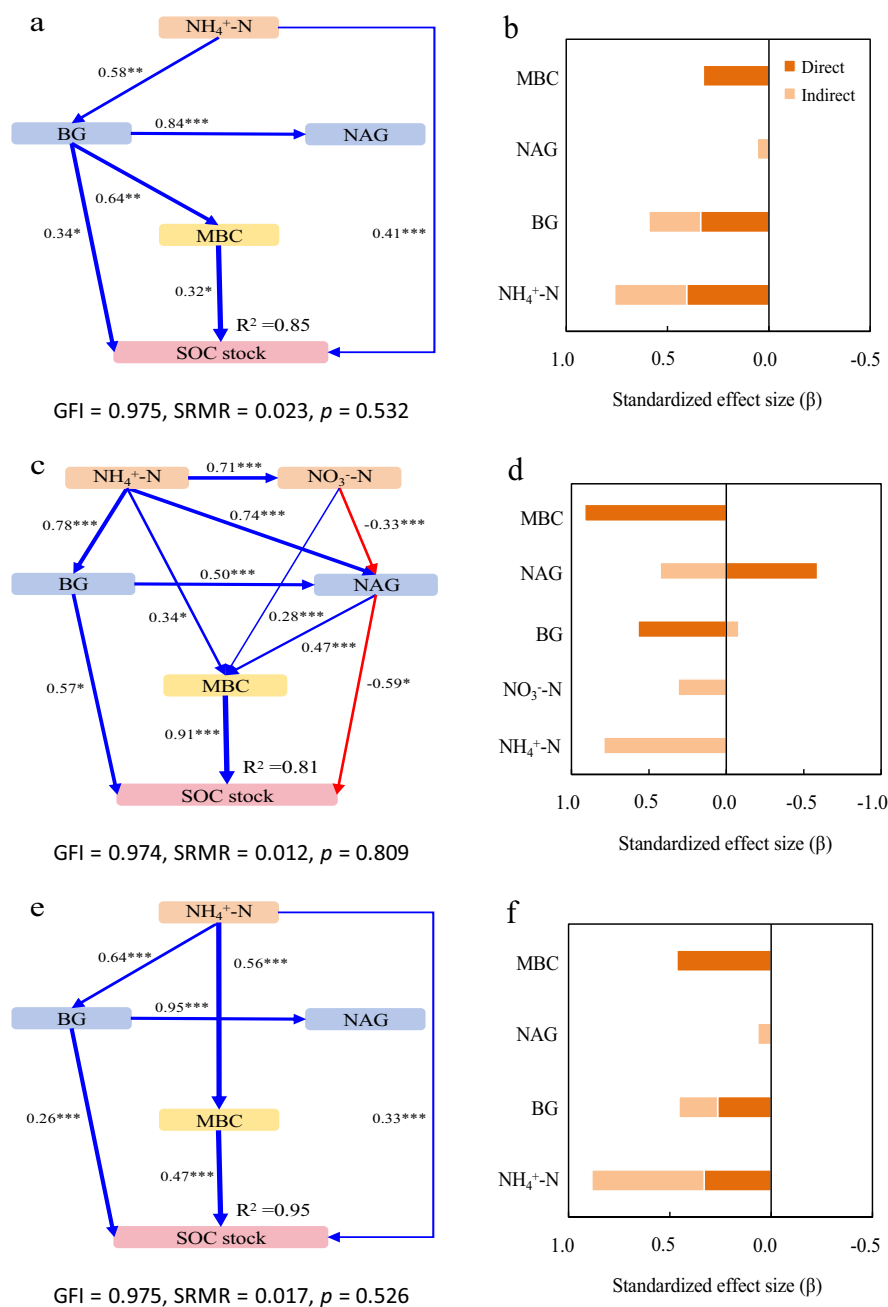 a
NH₄⁺-N
0.58**
BG
0.84***
NAG
0.64**
0.34*
MBC
0.41***
0.32*
R² =0.85
SOC stock
GFI = 0.975, SRMR = 0.023, p = 0.532
b
Direct
Indirect
MBC
NAG
BG
NH₄⁺-N
1.0 0.5 0.0 -0.5
Standardized effect size (β)
c
NH₄⁺-N
0.71***
NO₃⁻-N
0.78***
0.74***
-0.33***
BG
0.50***
NAG
0.34*
0.28***
0.47***
0.57*
MBC
-0.59*
0.91***
R² =0.81
SOC stock
GFI = 0.974, SRMR = 0.012, p = 0.809
d
MBC
NAG
BG
NO₃⁻-N
NH₄⁺-N
1.0 0.5 0.0 -0.5 -1.0
Standardized effect size (β)
e
NH₄⁺-N
0.64***
0.56***
BG
0.95***
NAG
0.26***
MBC
0.33***
0.47***
R² =0.95
SOC stock
GFI = 0.975, SRMR = 0.017, p = 0.526
f
MBC
NAG
BG
NH₄⁺-N
1.0 0.5 0.0 -0.5
Standardized effect size (β)